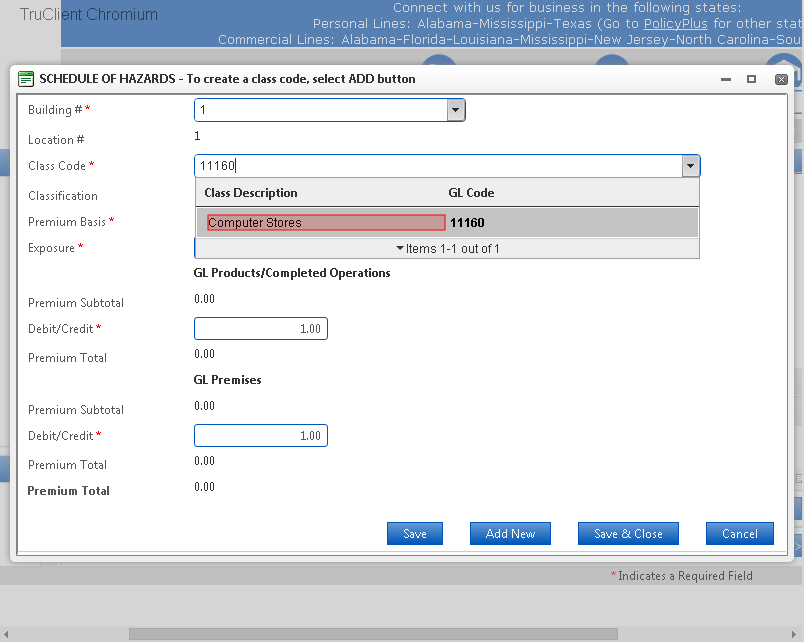 TruClient Chromium
Connect with us for business in the following states:
Personal Lines: Alabama-Mississippi-Texas (Go to PolicyPlus for other stat
Commercial Lines: Alabama-Florida-Louisiana-Mississippi-New Jersey-North Carolina-Sou
SCHEDULE OF HAZARDS - To create a class code, select ADD button
Building # * 1
Location # 1
Class Code * 11160
Classification
Class Description GL Code
Premium Basis *
Computer Stores 11160
Exposure *
Items 1-1 out of 1
GL Products/Completed Operations
Premium Subtotal 0.00
Debit/Credit * 1.00
Premium Total 0.00
GL Premises
Premium Subtotal 0.00
Debit/Credit * 1.00
Premium Total 0.00
Premium Total 0.00
Save Add New Save & Close Cancel
* Indicates a Required Field